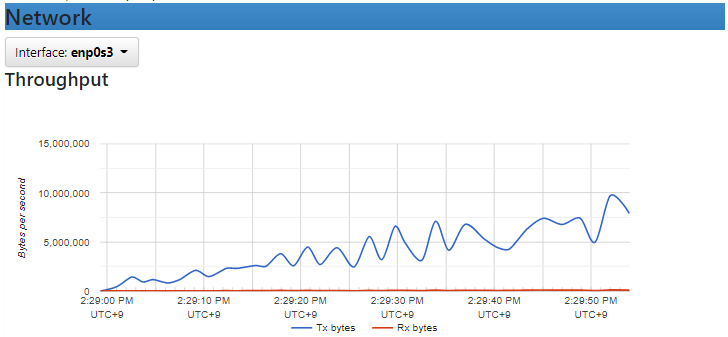 Network
Interface: enp0s3
Throughput
15,000,000
10,000,000
5,000,000
0
Bytes per second
2:29:00 PM 2:29:10 PM 2:29:20 PM 2:29:30 PM 2:29:40 PM 2:29:50 PM
UTC+9 UTC+9 UTC+9 UTC+9 UTC+9 UTC+9
Tx bytes Rx bytes